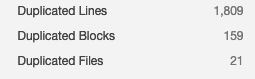 Duplicated Lines 1,809
Duplicated Blocks 159
Duplicated Files 21